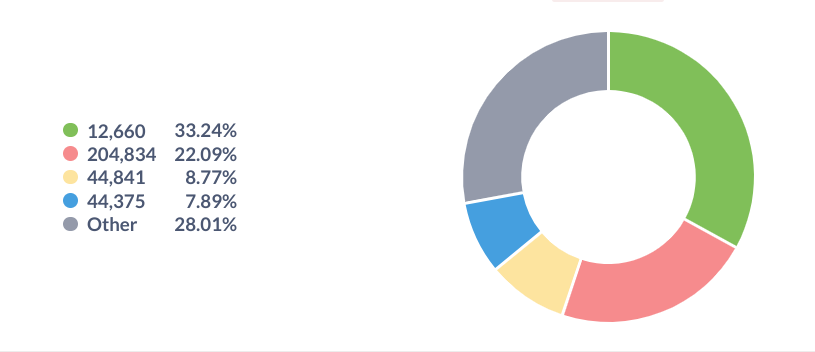 12,660 33.24%
204,834 22.09%
44,841 8.77%
44,375 7.89%
Other 28.01%